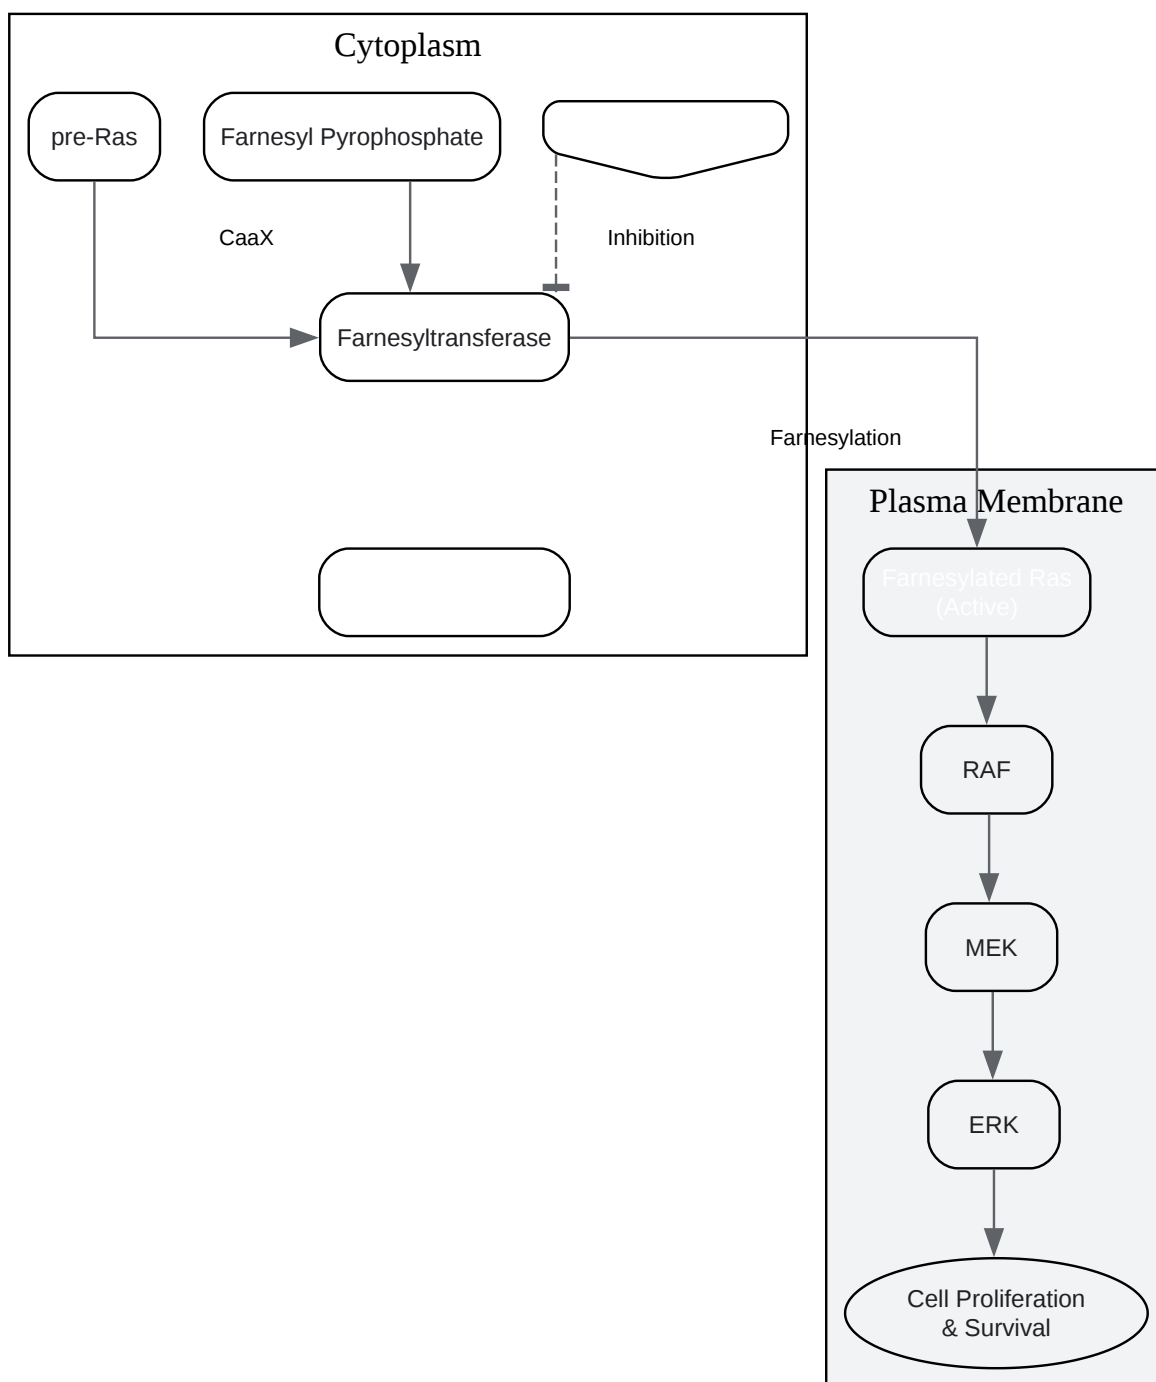 Cytoplasm
pre-Ras
Farnesyl Pyrophosphate
CaaX
Inhibition
Farnesyltransferase
Farnesylation
Plasma Membrane
Farnesylated Ras
(Active)
RAF
MEK
ERK
Cell Proliferation
& Survival